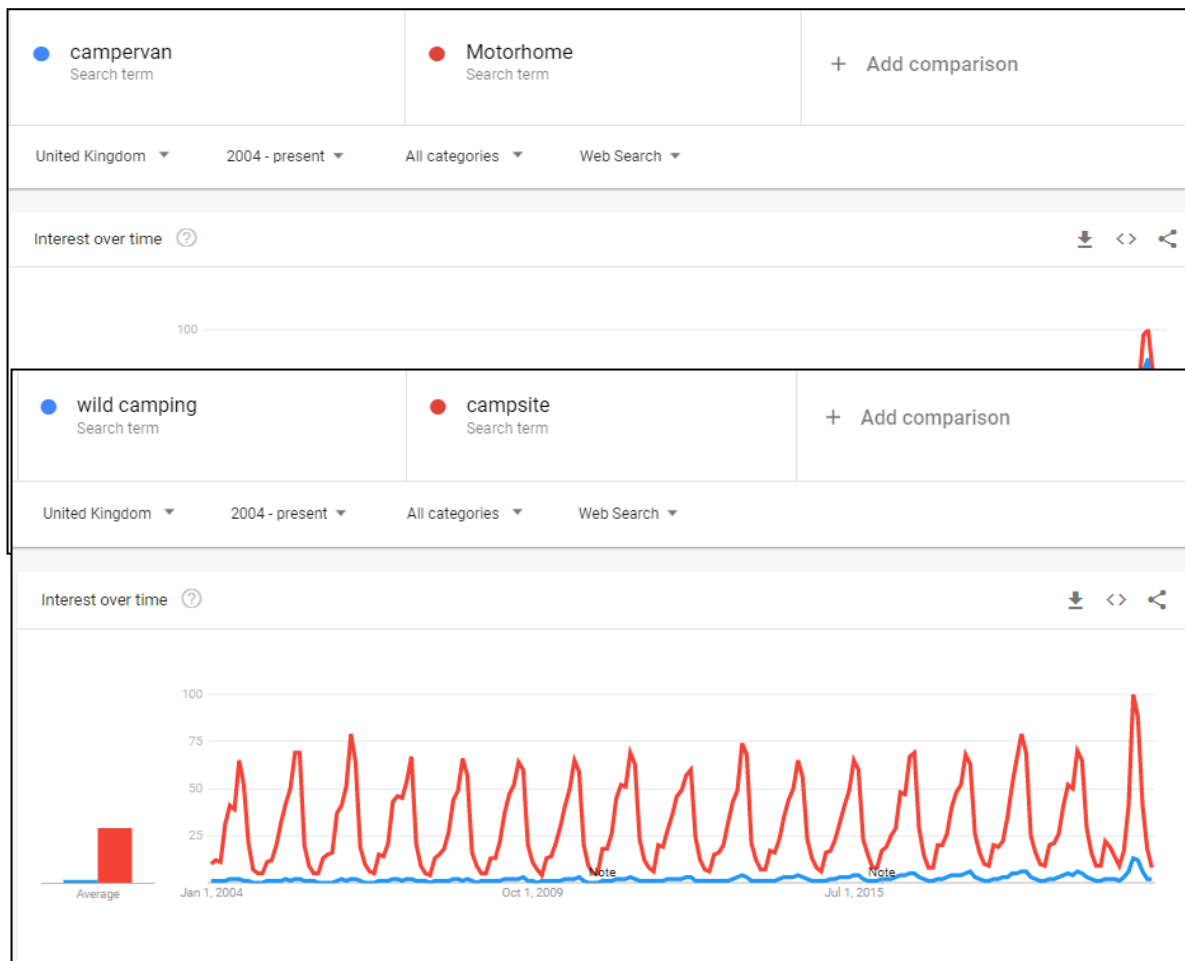 campervan
Search term
Motorhome
Search term
+ Add comparison
United Kingdom
2004 - present
All categories
Web Search
Interest over time ?
<>
100
wild camping
Search term
campsite
Search term
+ Add comparison
United Kingdom
2004 - present
All categories
Web Search
Interest over time ?
<>
100
75
50
25
Note
Note
Average
Jan 1, 2004
Oct 1, 2009
Jul 1, 2015